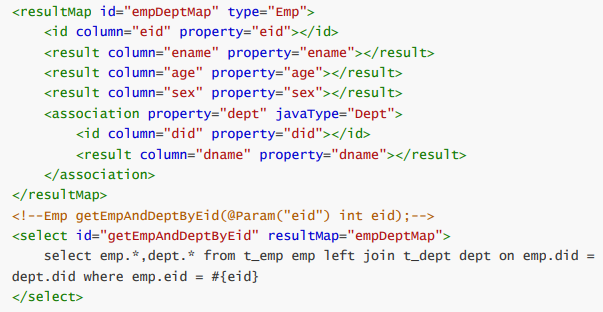 <resultMap id="empDeptMap" type="Emp">
    <id column="eid" property="eid"></id>
    <result column="ename" property="ename"></result>
    <result column="age" property="age"></result>
    <result column="sex" property="sex"></result>
    <association property="dept" javaType="Dept">
        <id column="did" property="did"></id>
        <result column="dname" property="dname"></result>
    </association>
</resultMap>
<!--Emp getEmpAndDeptByEid(@Param("eid") int eid);-->
<select id="getEmpAndDeptByEid" resultMap="empDeptMap">
    select emp.*,dept.* from t_emp emp left join t_dept dept on emp.did =
dept.did where emp.eid = #{eid}
</select>